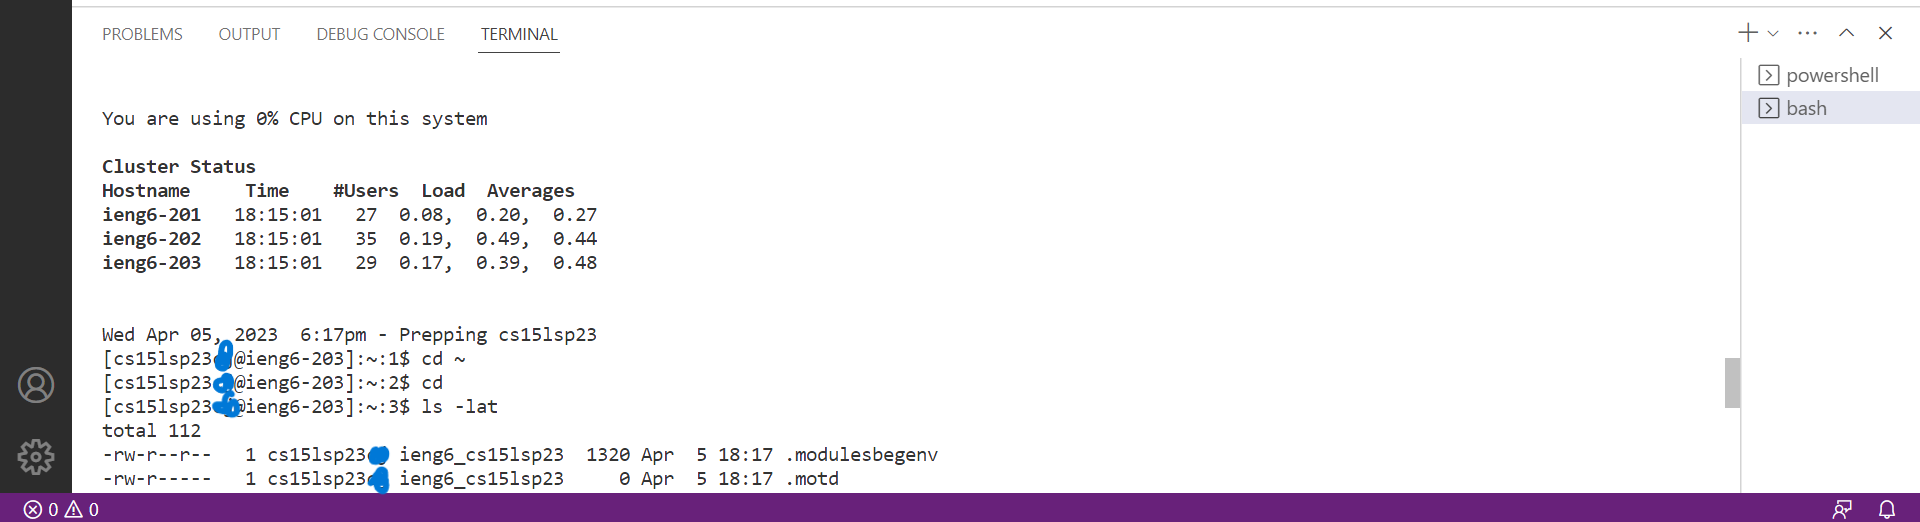 PROBLEMS OUTPUT DEBUG CONSOLE TERMINAL
powershell
bash
You are using 0% CPU on this system
Cluster Status
Hostname Time #Users Load Averages
ieng6-201 18:15:01 27 0.08, 0.20, 0.27
ieng6-202 18:15:01 35 0.19, 0.49, 0.44
ieng6-203 18:15:01 29 0.17, 0.39, 0.48
Wed Apr 05, 2023 6:17pm - Prepping cs15lsp23
[cs15lsp23 @ieng6-203]:~:1$ cd ~
[cs15lsp23 @ieng6-203]:~:2$ cd
[cs15lsp23 @ieng6-203]:~:3$ ls -lat
total 112
-rw-r--r-- 1 cs15lsp23 ieng6_cs15lsp23 1320 Apr 5 18:17 .modulesbegenv
-rw-r----- 1 cs15lsp23 ieng6_cs15lsp23 0 Apr 5 18:17 .motd
0 0